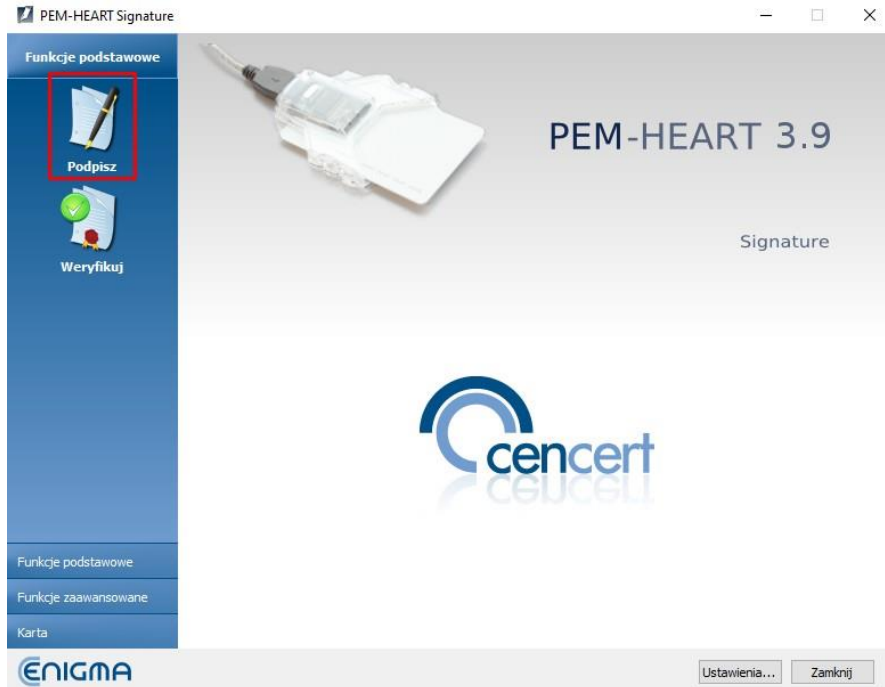 PEM-HEART Signature
Funkcje podstawowe
Podpisz
Weryfikuj
PEM-HEART 3.9
Signature
cencert
Funkcje podstawowe
Funkcje zaawansowane
Karta
ENIGMA
Ustawienia...
Zamknij